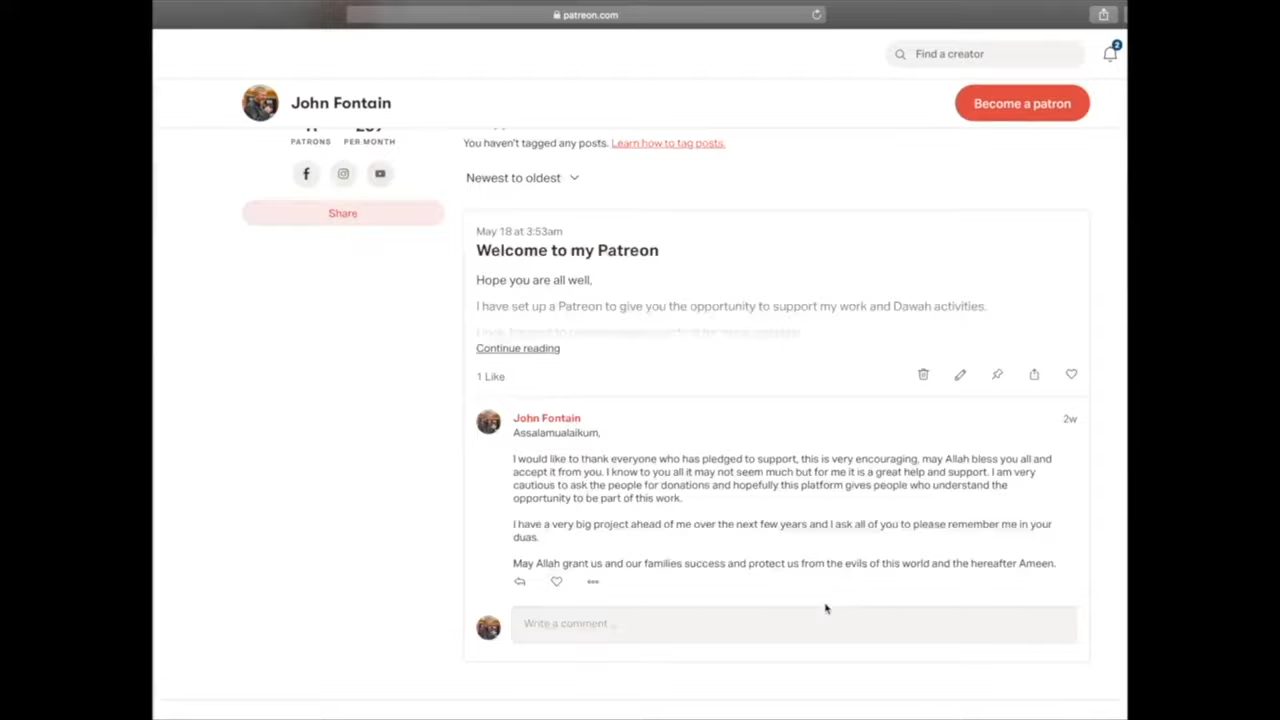 patreon.com
Find a creator
2
John Fontain
Become a patron
PATRONS PER MONTH
You haven't tagged any posts. Learn how to tag posts.
Newest to oldest
Share
May 18 at 3:53am
Welcome to my Patreon
Hope you are all well,
I have set up a Patreon to give you the opportunity to support my work and Dawah activities.
Continue reading
1 Like
John Fontain
2w
Assalamualaikum,
I would like to thank everyone who has pledged to support, this is very encouraging, may Allah bless you all and
accept it from you. I know to you all it may not seem much but for me it is a great help and support. I am very
cautious to ask the people for donations and hopefully this platform gives people who understand the
opportunity to be part of this work.
I have a very big project ahead of me over the next few years and I ask all of you to please remember me in your
duas.
May Allah grant us and our families success and protect us from the evils of this world and the hereafter Ameen.
Write a comment ...